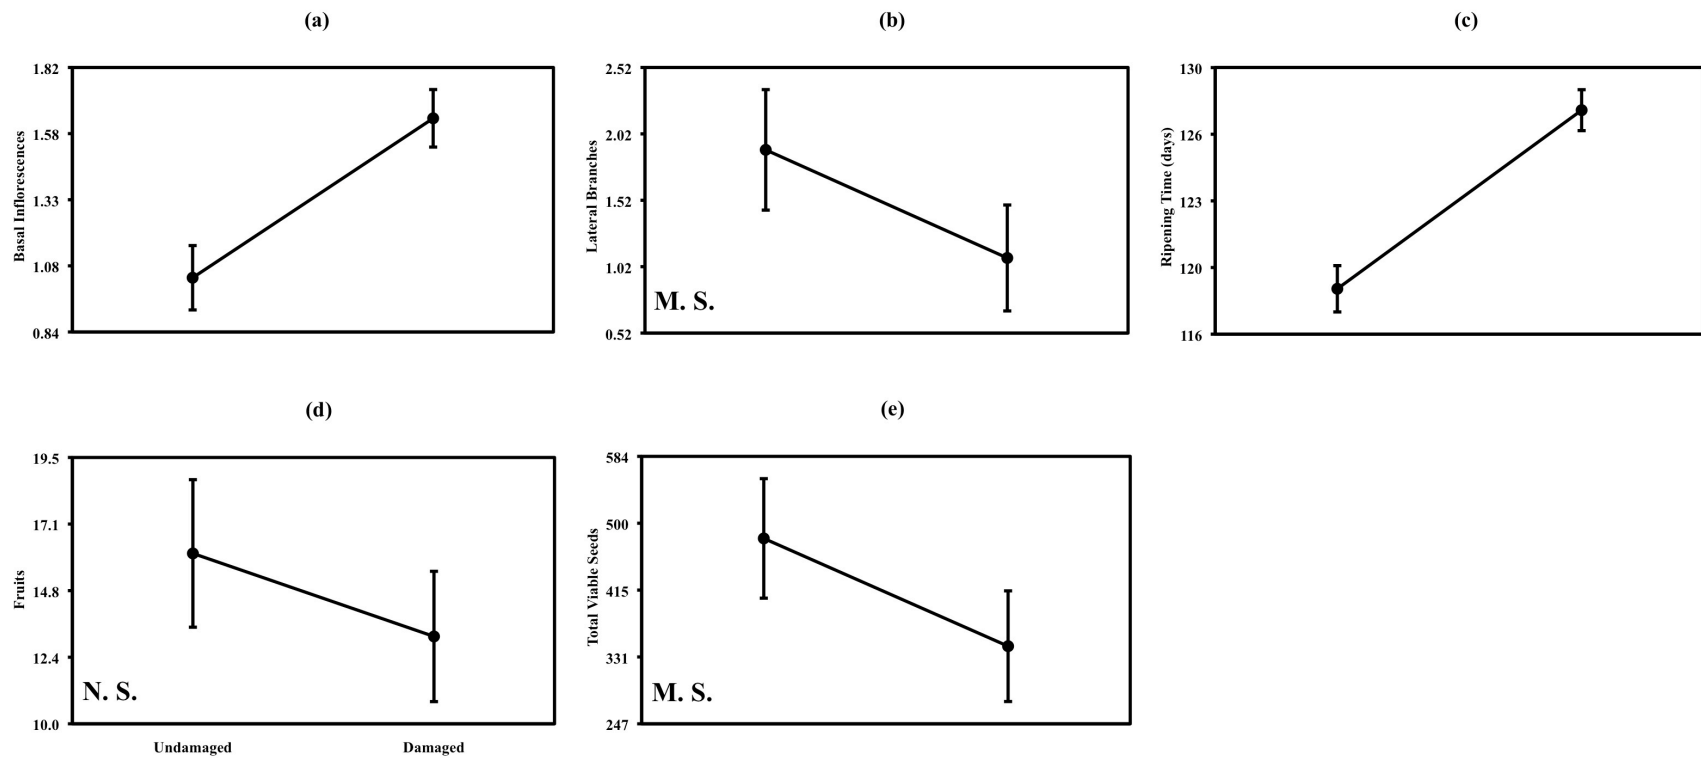 (a)
1.82
1.58
1.33
1.08
0.84
Basal Inflorescences
(b)
2.52
2.02
1.52
1.02
0.52
Lateral Branches
M. S.
(c)
130
126
123
120
116
Ripening Time (days)
(d)
19.5
17.1
14.8
12.4
10.0
Fruits
N. S.
Undamaged
Damaged
(e)
584
500
415
331
247
Total Viable Seeds
M. S.